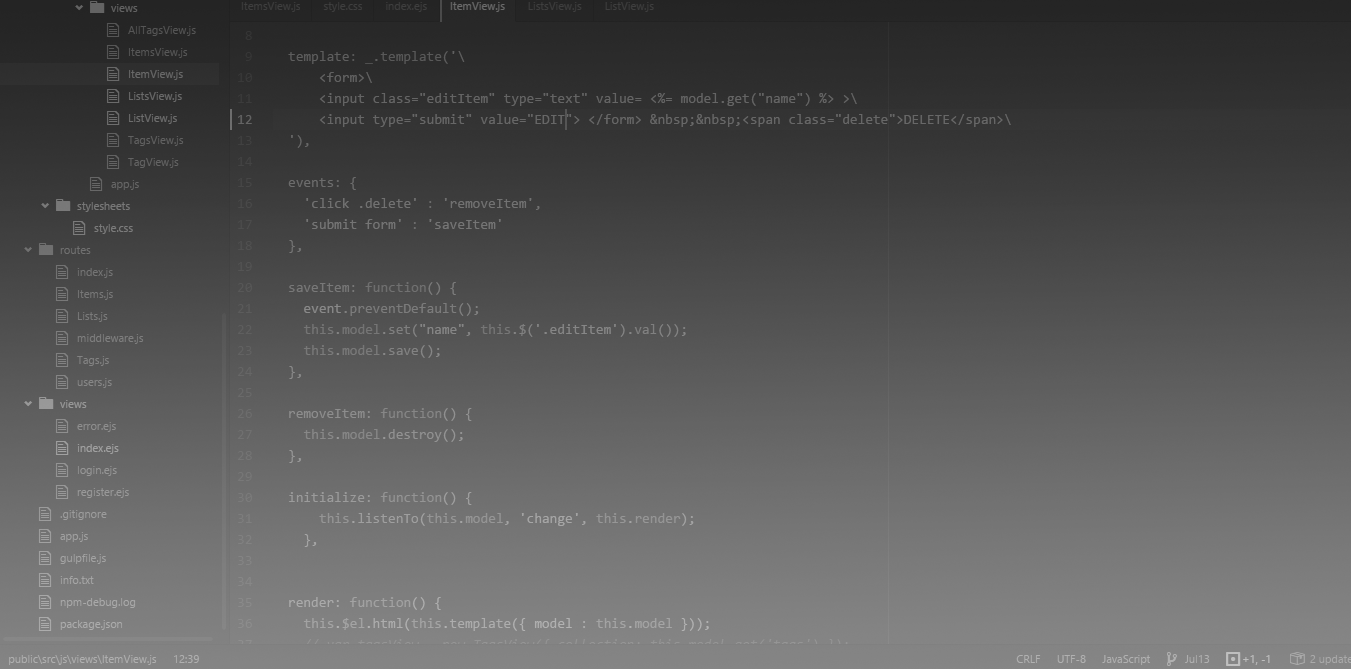 views
AllTagsView.js
ItemsView.js
ItemView.js
ListsView.js
ListView.js
TagsView.js
TagView.js
app.js
stylesheets
style.css
routes
index.js
Items.js
Lists.js
middleware.js
Tags.js
users.js
views
error.ejs
index.ejs
login.ejs
register.ejs
.gitignore
app.js
gulpfile.js
info.txt
npm-debug.log
package.json
ItemsView.js style.css index.ejs ItemView.js ListsView.js ListView.js
8
9 template: _.template('\
10 <form>\
11 <input class="editItem" type="text" value= <%= model.get("name") %> >\
12 <input type="submit" value="EDIT"> </form> &nbsp;&nbsp;<span class="delete">DELETE</span>\
13 '),
14
15 events: {
16 'click .delete' : 'removeItem',
17 'submit form' : 'saveItem'
18 },
19
20 saveItem: function() {
21 event.preventDefault();
22 this.model.set("name", this.$('.editItem').val());
23 this.model.save();
24 },
25
26 removeItem: function() {
27 this.model.destroy();
28 },
29
30 initialize: function() {
31 this.listenTo(this.model, 'change', this.render);
32 },
33
34
35 render: function() {
36 this.$el.html(this.template({ model : this.model }));
public\src\js\views\ItemView.js 12:39 CRLF UTF-8 JavaScript Jul13 +1, -1 2 update